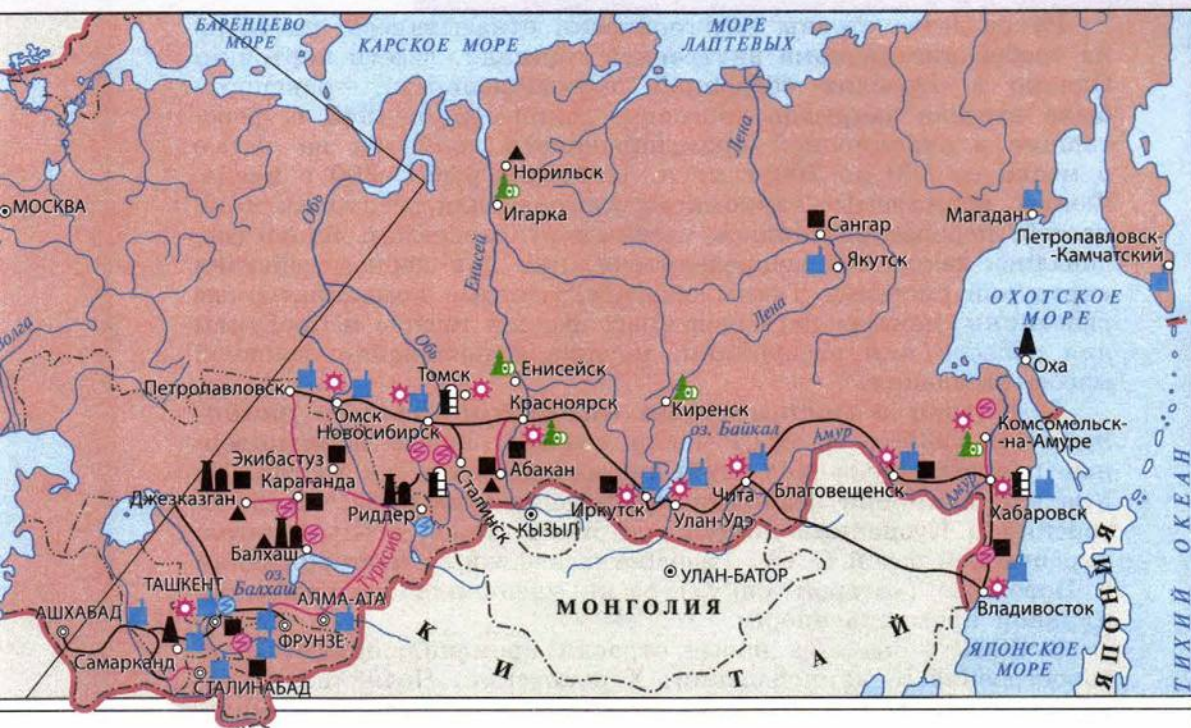 БАРЕНЦЕВО
МОРЕ
КАРСКОЕ МОРЕ
МОРЕ
ЛАПТЕВЫХ
Норильск
Игарка
МОСКВА
Обь
Енисей
Лена
Сангар
Якутск
Магадан
Петропавловск-
-Камчатский
ОХОТСКОЕ
МОРЕ
Оха
Лена
Волга
Обь
Петропавловск
Омск
Новосибирск
Томск
Енисейск
Красноярск
Киренск
оз. Байкал
Амур
Комсомольск-
-на-Амуре
Экибастуз
Караганда
Джезказган
Риддер
Сталинск
Абакан
КЫЗЫЛ
Иркутск
Улан-Удэ
Чита
Благовещенск
Амур
Хабаровск
Балхаш
оз.
Балхаш
Турксиб
ТАШКЕНТ
АЛМА-АТА
АШХАБАД
ФРУНЗЕ
Самарканд
СТАЛИНАБАД
УЛАН-БАТОР
МОНГОЛИЯ
КИТАЙ
Владивосток
ЯПОНСКОЕ
МОРЕ
ЯПОНИЯ
ТИХИЙ ОКЕАН